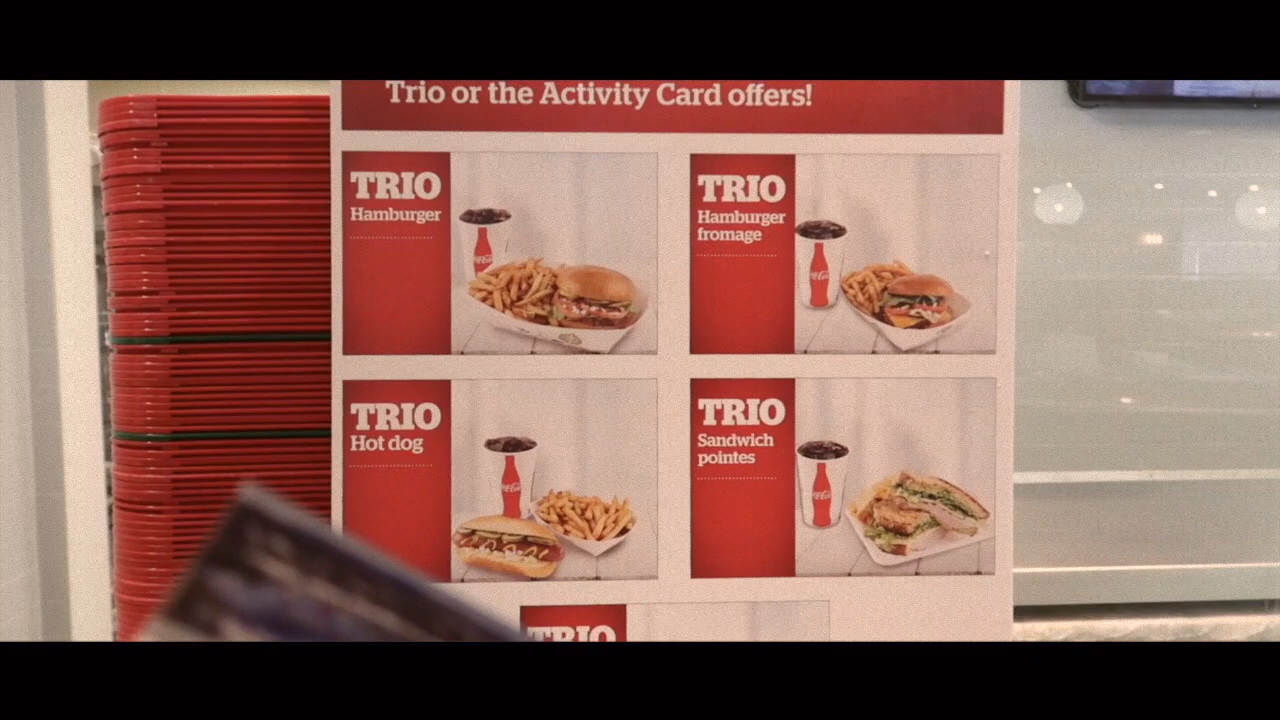 Trio or the Activity Card offers!
TRIO
Hamburger
TRIO
Hamburger
fromage
TRIO
Hot dog
TRIO
Sandwich
pointes
TRIO